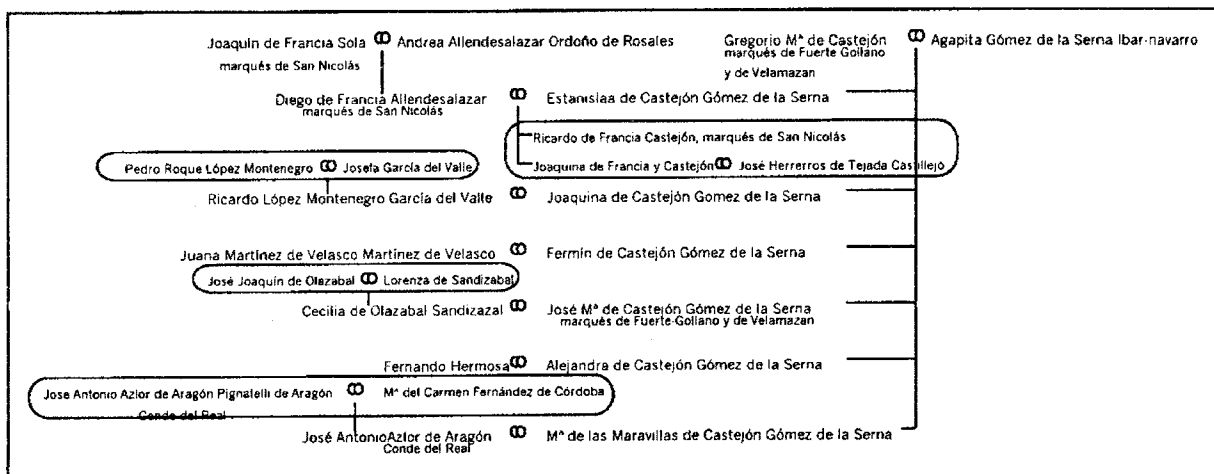 Joaquín de Francia Sola Andrea Allendesalazar Ordoño de Rosales Gregorio Mª de Castejón Agapita Gómez de la Serna Ibar-navarro
marqués de San Nicolás marqués de Fuerte Gollano
y de Velamazan
Diego de Francia Allendesalazar Estanislaa de Castejón Gómez de la Serna
marqués de San Nicolás
Ricardo de Francia Castejón, marqués de San Nicolás
Pedro Roque López Montenegro Josefa García del Valle Joaquina de Francia y Castejón José Herrerros de Tejada Castillejo
Ricardo López Montenegro García del Valle Joaquina de Castejón Gomez de la Serna
Juana Martínez de Velasco Martínez de Velasco Fermín de Castejón Gómez de la Serna
José Joaquín de Olazabal Lorenza de Sandizabal
Cecilia de Olazabal Sandizazal José Mª de Castejón Gómez de la Serna
marqués de Fuerte-Gollano y de Velamazan
Fernando Hermosa Alejandra de Castejón Gómez de la Serna
Jose Antonio Azlor de Aragón Pignatelli de Aragón Mª del Carmen Fernández de Córdoba
Conde del Real
José AntonioAzlor de Aragón Mª de las Maravillas de Castejón Gómez de la Serna
Conde del Real